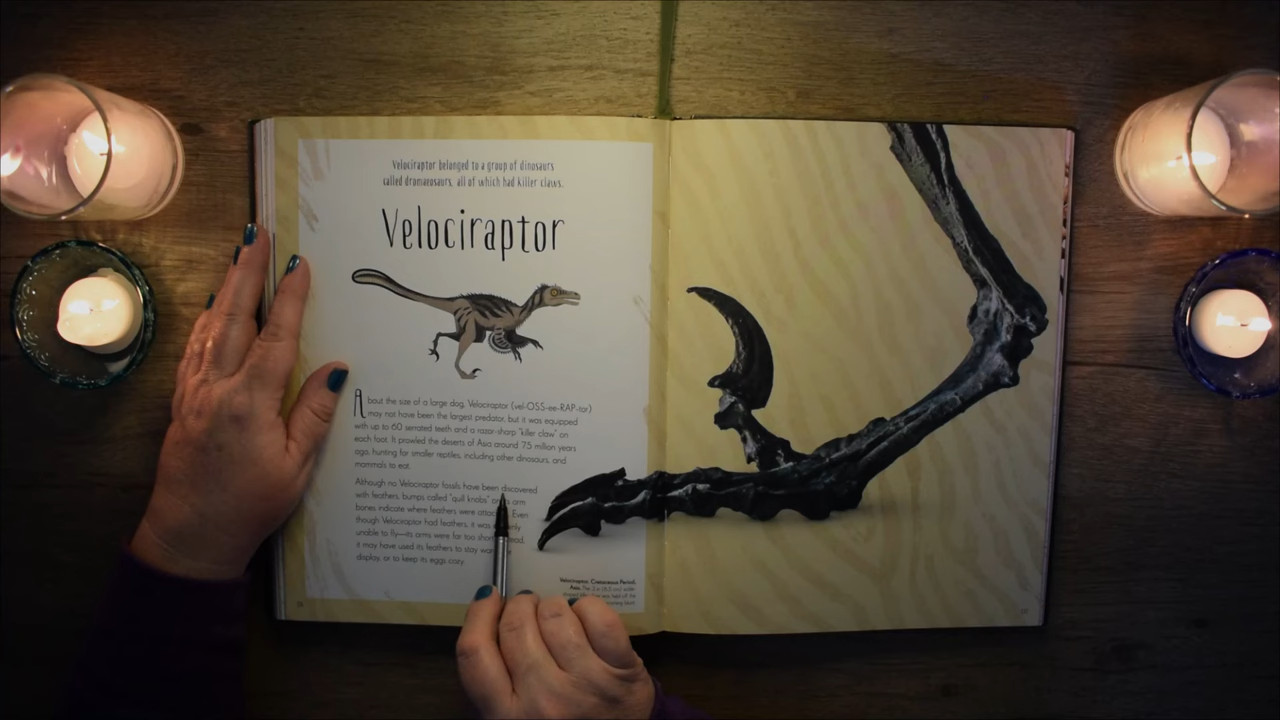 Velociraptor belonged to a group of dinosaurs
called dromaeosaurs, all of which had killer claws.
Velociraptor
About the size of a large dog, Velociraptor (vel-OSS-ee-RAP-tor)
may not have been the largest predator, but it was equipped
with up to 60 serrated teeth and a razor-sharp "killer claw" on
each foot. It prowled the deserts of Asia around 75 million years
ago, hunting for smaller reptiles, including other dinosaurs, and
mammals to eat.
Although no Velociraptor fossils have been discovered
with feathers, bumps called "quill knobs" on its arm
bones indicate where feathers were Even
though Velociraptor had feathers, it was
unable to fly—its arms were far too
it may have used its feathers to stay
display, or to keep its eggs cozy.
Velociraptor, Cretaceous Period,
Asia. This